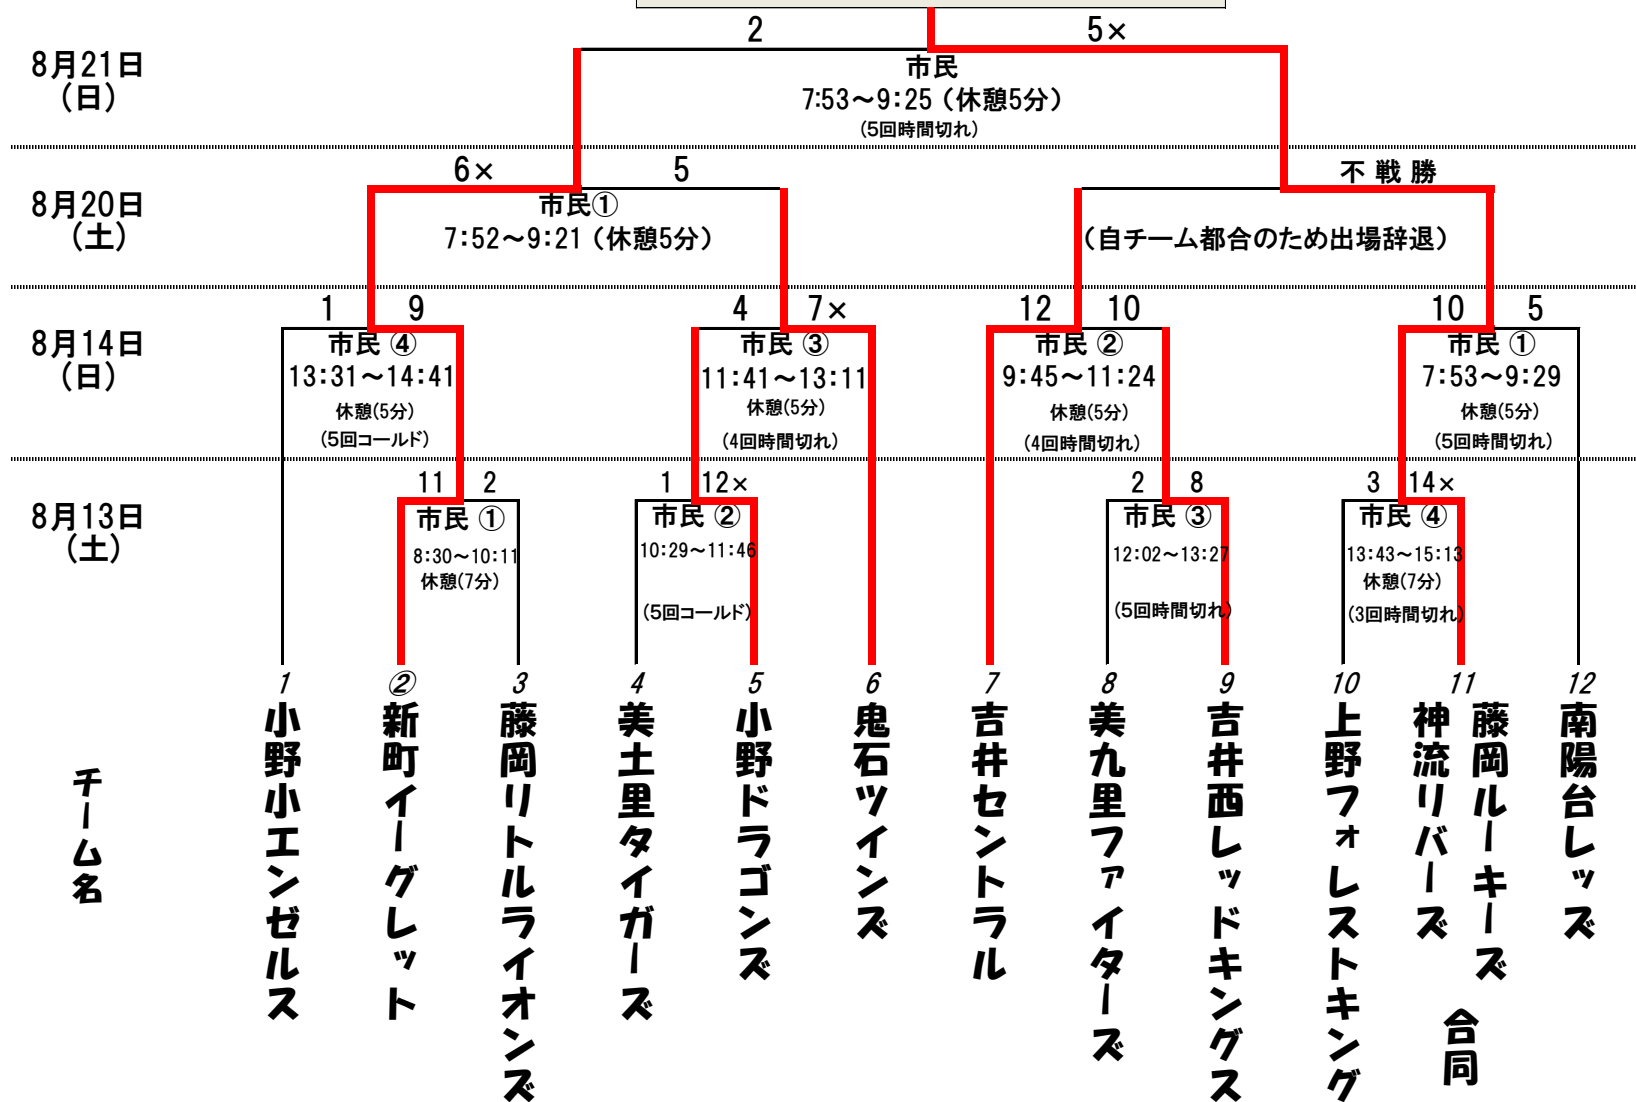 2 5×
8月21日
(日)
市民
7:53～9:25 (休憩5分)
(5回時間切れ)
6× 5 不戦勝
8月20日
(土)
市民①
7:52～9:21 (休憩5分) (自チーム都合のため出場辞退)
1 9 4 7× 12 10 10 5
8月14日
(日)
市民 ④ 市民 ③ 市民 ② 市民 ①
13:31～14:41 11:41～13:11 9:45～11:24 7:53～9:29
休憩(5分) 休憩(5分) 休憩(5分) 休憩(5分)
(5回コールド) (4回時間切れ) (4回時間切れ) (5回時間切れ)
11 2 1 12× 2 8 3 14×
8月13日
(土)
市民 ① 市民 ② 市民 ③ 市民 ④
8:30～10:11 10:29～11:46 12:02～13:27 13:43～15:13
休憩(7分) 休憩(7分)
(5回コールド) (5回時間切れ) (3回時間切れ)
1 ② 3 4 5 6 7 8 9 10 11 12
チーム名
小野小エンゼルス
新町イーグレット
藤岡リトルライオンズ
美土里タイガーズ
小野ドラゴンズ
鬼石ツインズ
吉井セントラル
美九里ファイターズ
吉井西レッドキングス
上野フォレストキング
神流リバーズ
藤岡ルーキーズ
合同
南陽台レッズ